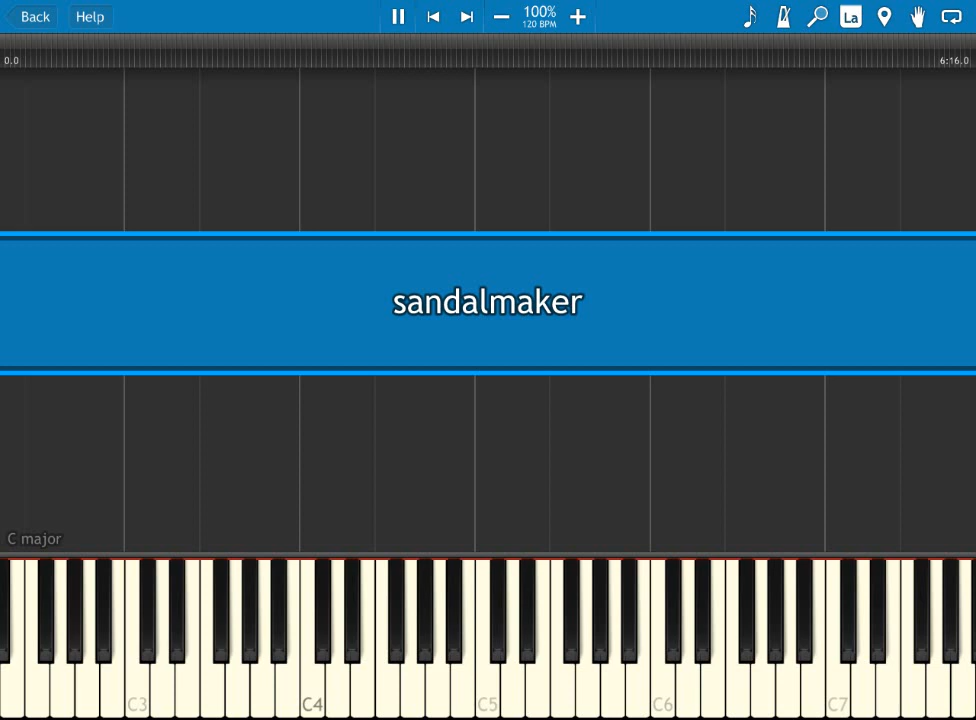 Back Help 100%
120 BPM
La
0.0 6:16.0
sandalmaker
C major
C3 C4 C5 C6 C7